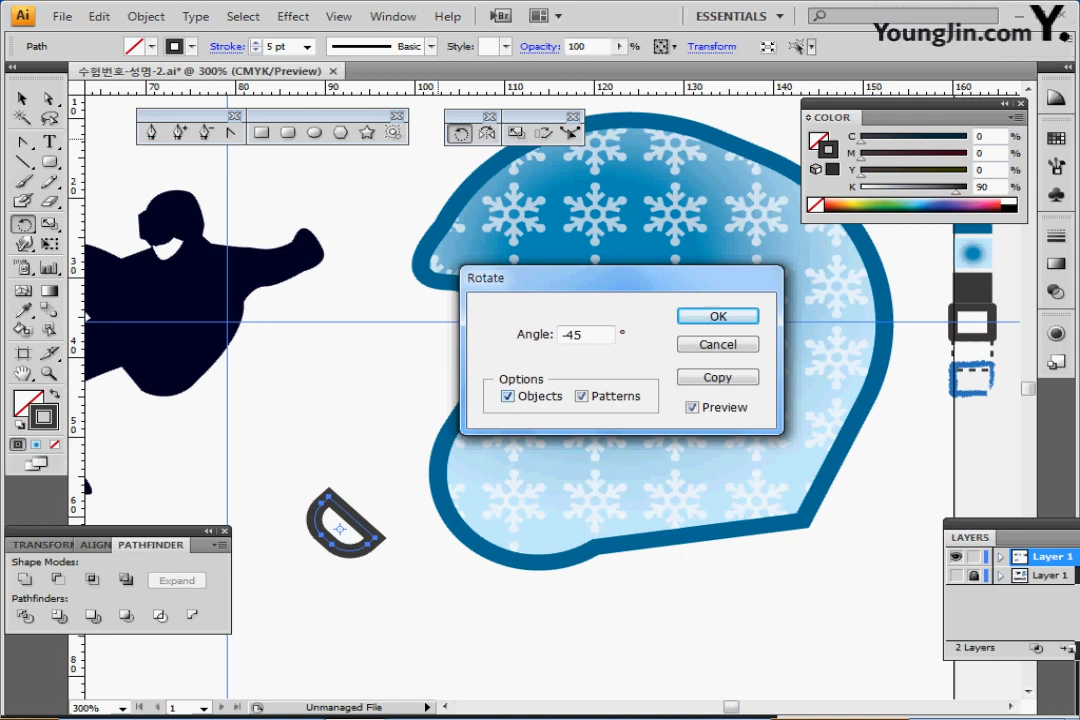 Ai File Edit Object Type Select Effect View Window Help Br ESSENTIALS
Y.
YoungJin.com
Path Stroke: 5 pt Basic Style: Opacity: 100 % Transform
수험번호-성명-2.ai* @ 300% (CMYK/Preview)
70 80 90 100 110 120 130 140 150 160
COLOR
C 0 %
M 0 %
Y 0 %
K 90 %
Rotate
Angle: -45 °
OK
Cancel
Copy
Options
Objects Patterns
Preview
TRANSFORM ALIGN PATHFINDER
Shape Modes:
Expand
Pathfinders:
LAYERS
Layer 1
Layer 1
2 Layers
300% 1 Unmanaged File